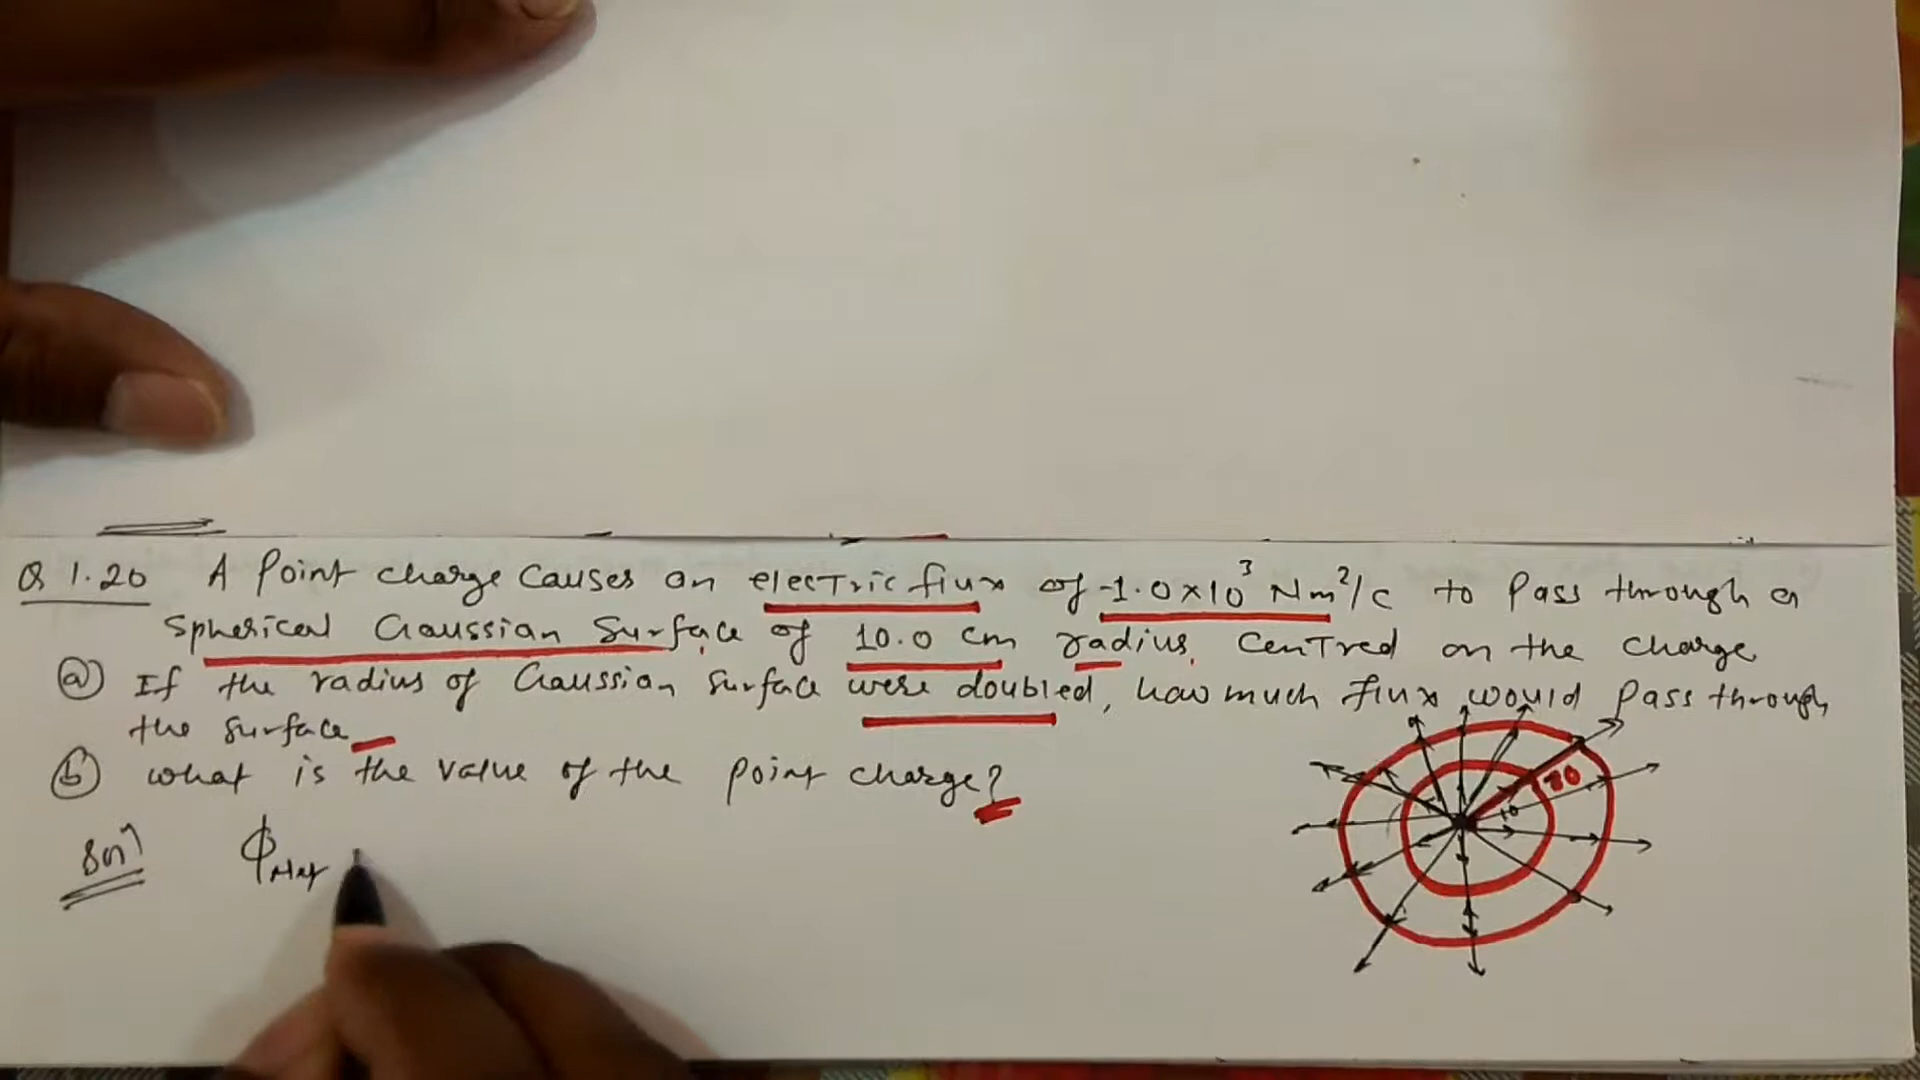 Q 1.20 A Point charge causes an electric flux of -1.0×10³ Nm²/c to pass through a
spherical Gaussian Surface of 10.0 cm radius, centred on the charge
(a) If the radius of Gaussian surface were doubled, how much flux would pass through
the surface
(b) what is the value of the point charge?
10
Soln
ϕ